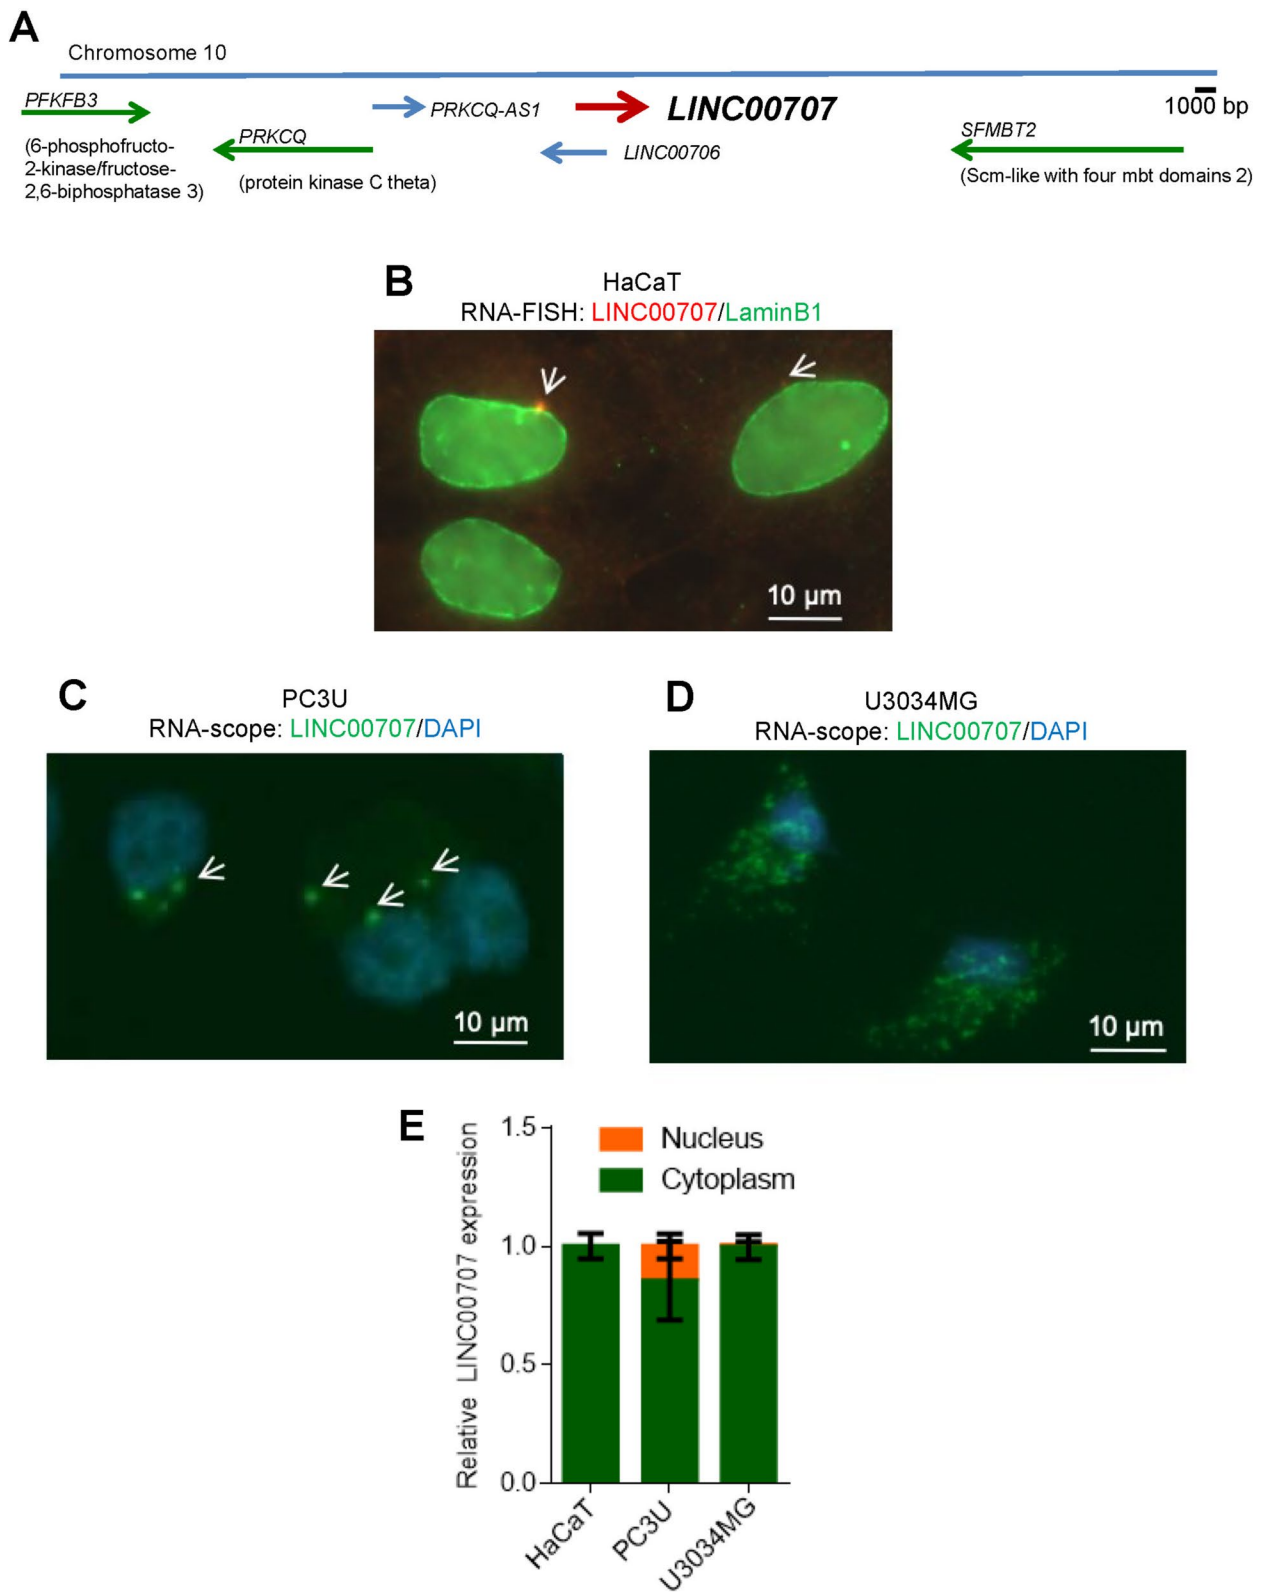 A
Chromosome 10
PFKFB3
PRKCQ-AS1
LINC00707
1000 bp
(6-phosphofructo-
2-kinase/fructose-
2,6-biphosphatase 3)
PRKCQ
(protein kinase C theta)
LINC00706
SFMBT2
(Scm-like with four mbt domains 2)
B
HaCaT
RNA-FISH: LINC00707/LaminB1
10 µm
C
PC3U
RNA-scope: LINC00707/DAPI
10 µm
D
U3034MG
RNA-scope: LINC00707/DAPI
10 µm
E
Relative LINC00707 expression
1.5
1.0
0.5
0.0
Nucleus
Cytoplasm
HaCaT
PC3U
U3034MG